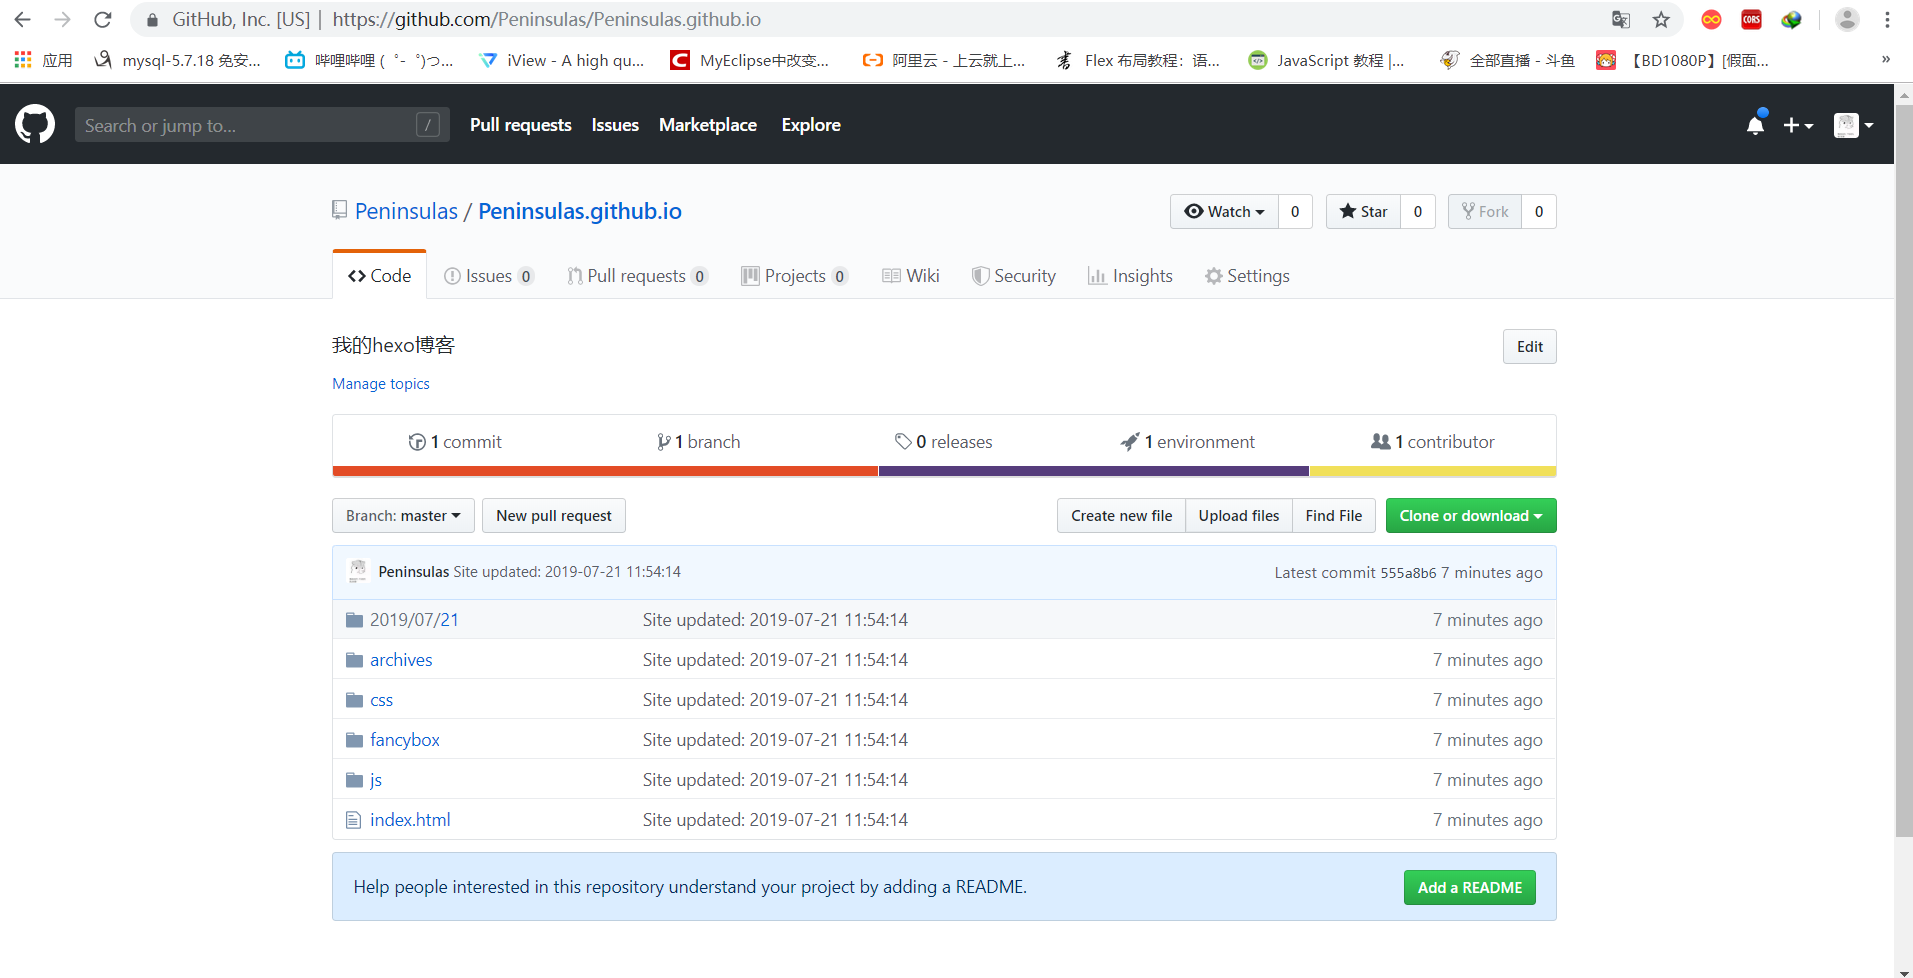 GitHub, Inc. [US] | https://github.com/Peninsulas/Peninsulas.github.io
CORS
应用 mysql-5.7.18 免安... 哔哩哔哩 (゜-゜)つ... iView - A high qu... MyEclipse中改变... 阿里云 - 上云就上... Flex 布局教程：语... JavaScript 教程 |... 全部直播 - 斗鱼 【BD1080P】[假面... »
Search or jump to... / Pull requests Issues Marketplace Explore
Peninsulas / Peninsulas.github.io Watch 0 Star 0 Fork 0
Code Issues 0 Pull requests 0 Projects 0 Wiki Security Insights Settings
我的hexo博客 Edit
Manage topics
1 commit 1 branch 0 releases 1 environment 1 contributor
Branch: master New pull request Create new file Upload files Find File Clone or download
Peninsulas Site updated: 2019-07-21 11:54:14 Latest commit 555a8b6 7 minutes ago
2019/07/21 Site updated: 2019-07-21 11:54:14 7 minutes ago
archives Site updated: 2019-07-21 11:54:14 7 minutes ago
css Site updated: 2019-07-21 11:54:14 7 minutes ago
fancybox Site updated: 2019-07-21 11:54:14 7 minutes ago
js Site updated: 2019-07-21 11:54:14 7 minutes ago
index.html Site updated: 2019-07-21 11:54:14 7 minutes ago
Help people interested in this repository understand your project by adding a README. Add a README